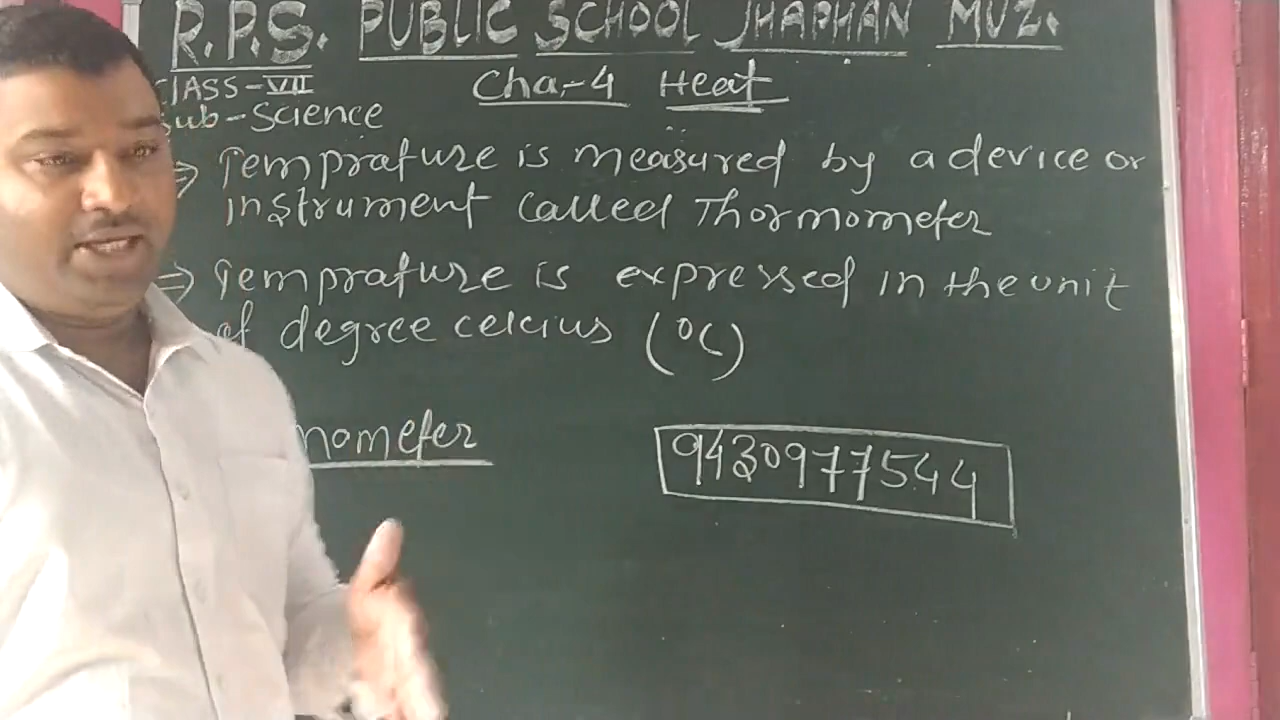 R.P.S. PUBLIC SCHOOL JHAPHAN MUZ.
CLASS-VII
Cha-4 Heat
Sub-Science
⇒ Temprature is measured by a device or
instrument called Thormometer
⇒ Temprature is expressed in the unit
of degree celcius (°C)
mometer
9430977544